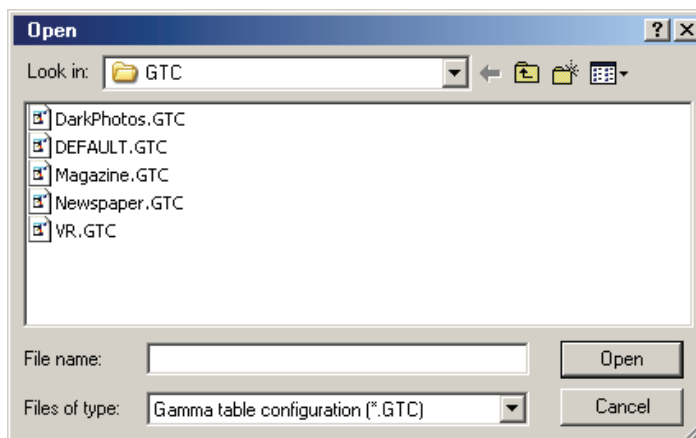 Open
Look in: GTC
DarkPhotos.GTC
DEFAULT.GTC
Magazine.GTC
Newspaper.GTC
VR.GTC
File name: Open
Files of type: Gamma table configuration (*.GTC) Cancel